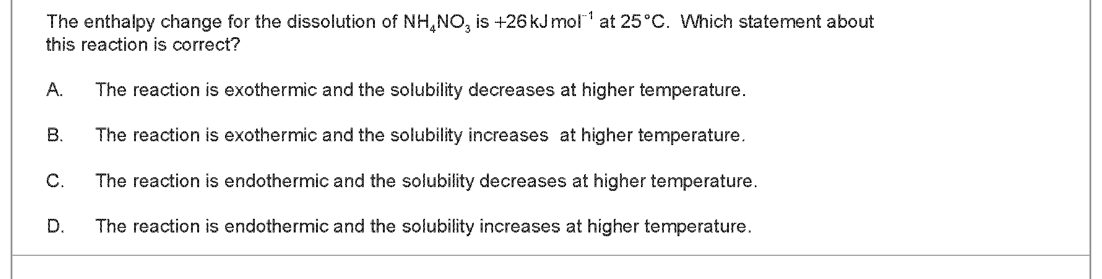 The enthalpy change for the dissolution of NH₄NO₃ is +26 kJ mol⁻¹ at 25 °C. Which statement about
this reaction is correct?
A. The reaction is exothermic and the solubility decreases at higher temperature.
B. The reaction is exothermic and the solubility increases at higher temperature.
C. The reaction is endothermic and the solubility decreases at higher temperature.
D. The reaction is endothermic and the solubility increases at higher temperature.